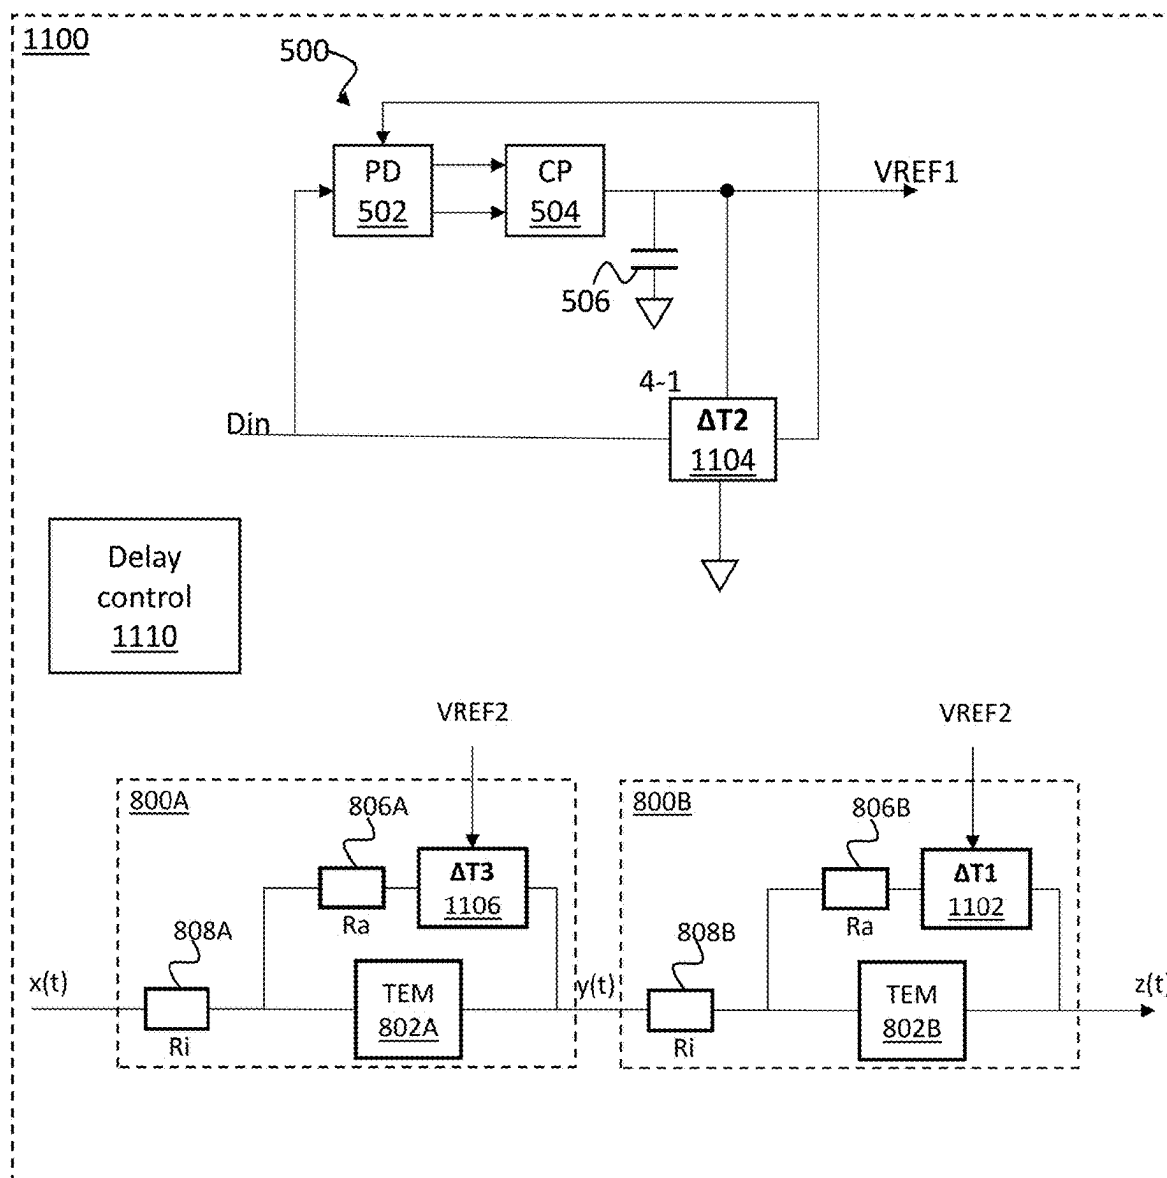 1100
500
PD
502
CP
504
VREF1
506
4-1
Din
ΔT2
1104
Delay
control
1110
VREF2
VREF2
800A
806A
ΔT3
1106
Ra
808A
x(t)
Ri
TEM
802A
y(t)
800B
806B
ΔT1
1102
Ra
808B
Ri
TEM
802B
z(t)